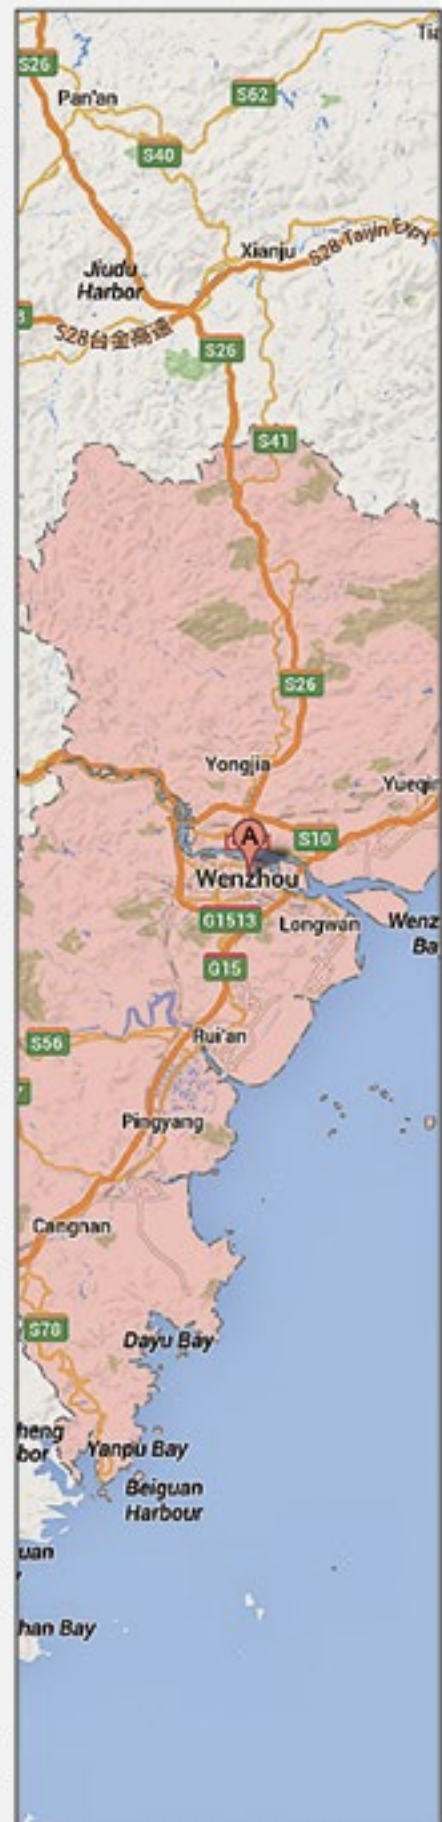 S26
Pan'an
S62
S40
Xianju
S28-Taijin Expy
Jiudu
Harbor
S28台金高速
S26
S41
S26
Yongjia
A
S10
Wenzhou
G1513
Longwan
G15
S56
Rui'an
Pingyang
Cangnan
S78
Dayu Bay
Yanpu Bay
Beiguan
Harbour